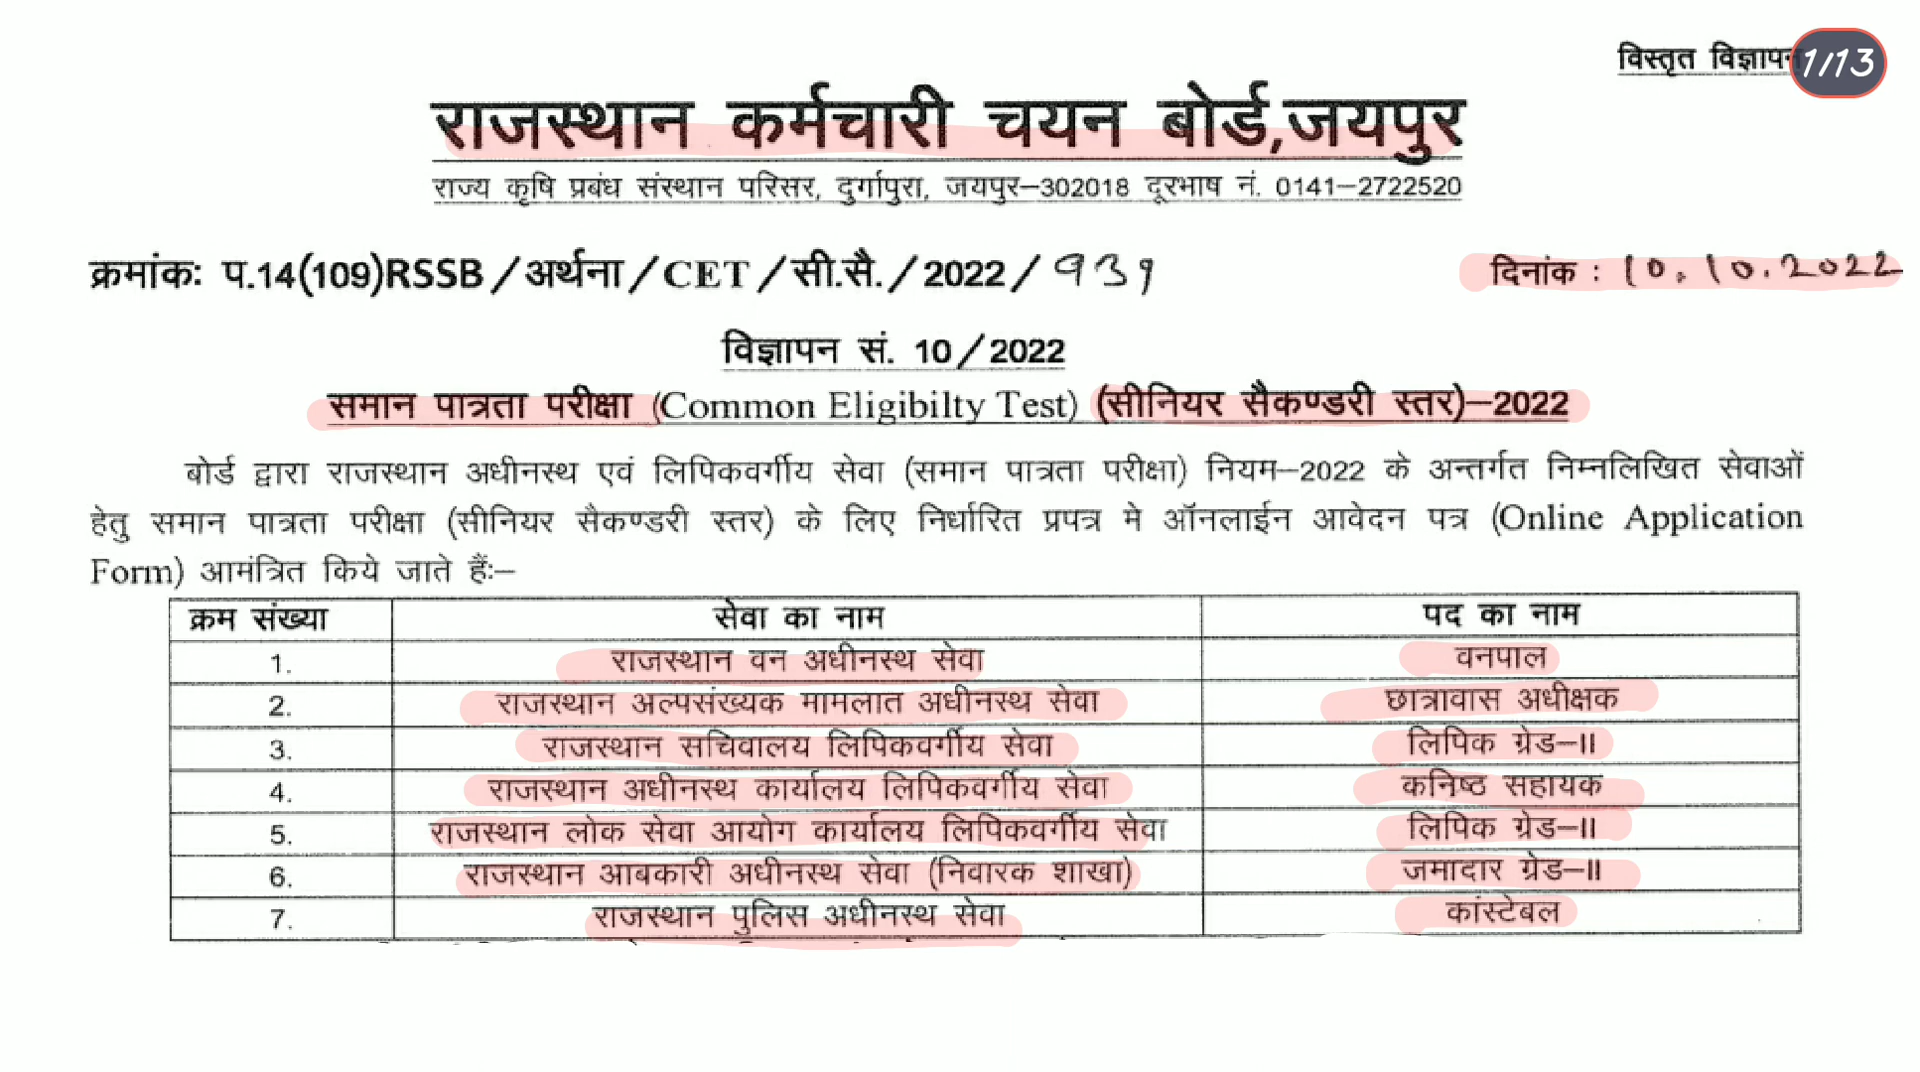 विस्तृत विज्ञापन
1/13
राजस्थान कर्मचारी चयन बोर्ड,जयपुर
राज्य कृषि प्रबंध संस्थान परिसर, दुर्गापुरा, जयपुर–302018 दूरभाष नं. 0141–2722520
क्रमांक: प.14(109)RSSB/अर्थना/CET/सी.सै./2022/939 दिनांक : 10.10.2022
विज्ञापन सं. 10/2022
समान पात्रता परीक्षा (Common Eligibilty Test) (सीनियर सैकण्डरी स्तर)–2022
बोर्ड द्वारा राजस्थान अधीनस्थ एवं लिपिकवर्गीय सेवा (समान पात्रता परीक्षा) नियम–2022 के अन्तर्गत निम्नलिखित सेवाओं
हेतु समान पात्रता परीक्षा (सीनियर सैकण्डरी स्तर) के लिए निर्धारित प्रपत्र मे ऑनलाईन आवेदन पत्र (Online Application
Form) आमंत्रित किये जाते हैं:–
क्रम संख्या सेवा का नाम पद का नाम
1. राजस्थान वन अधीनस्थ सेवा वनपाल
2. राजस्थान अल्पसंख्यक मामलात अधीनस्थ सेवा छात्रावास अधीक्षक
3. राजस्थान सचिवालय लिपिकवर्गीय सेवा लिपिक ग्रेड–II
4. राजस्थान अधीनस्थ कार्यालय लिपिकवर्गीय सेवा कनिष्ठ सहायक
5. राजस्थान लोक सेवा आयोग कार्यालय लिपिकवर्गीय सेवा लिपिक ग्रेड–II
6. राजस्थान आबकारी अधीनस्थ सेवा (निवारक शाखा) जमादार ग्रेड–II
7. राजस्थान पुलिस अधीनस्थ सेवा कांस्टेबल